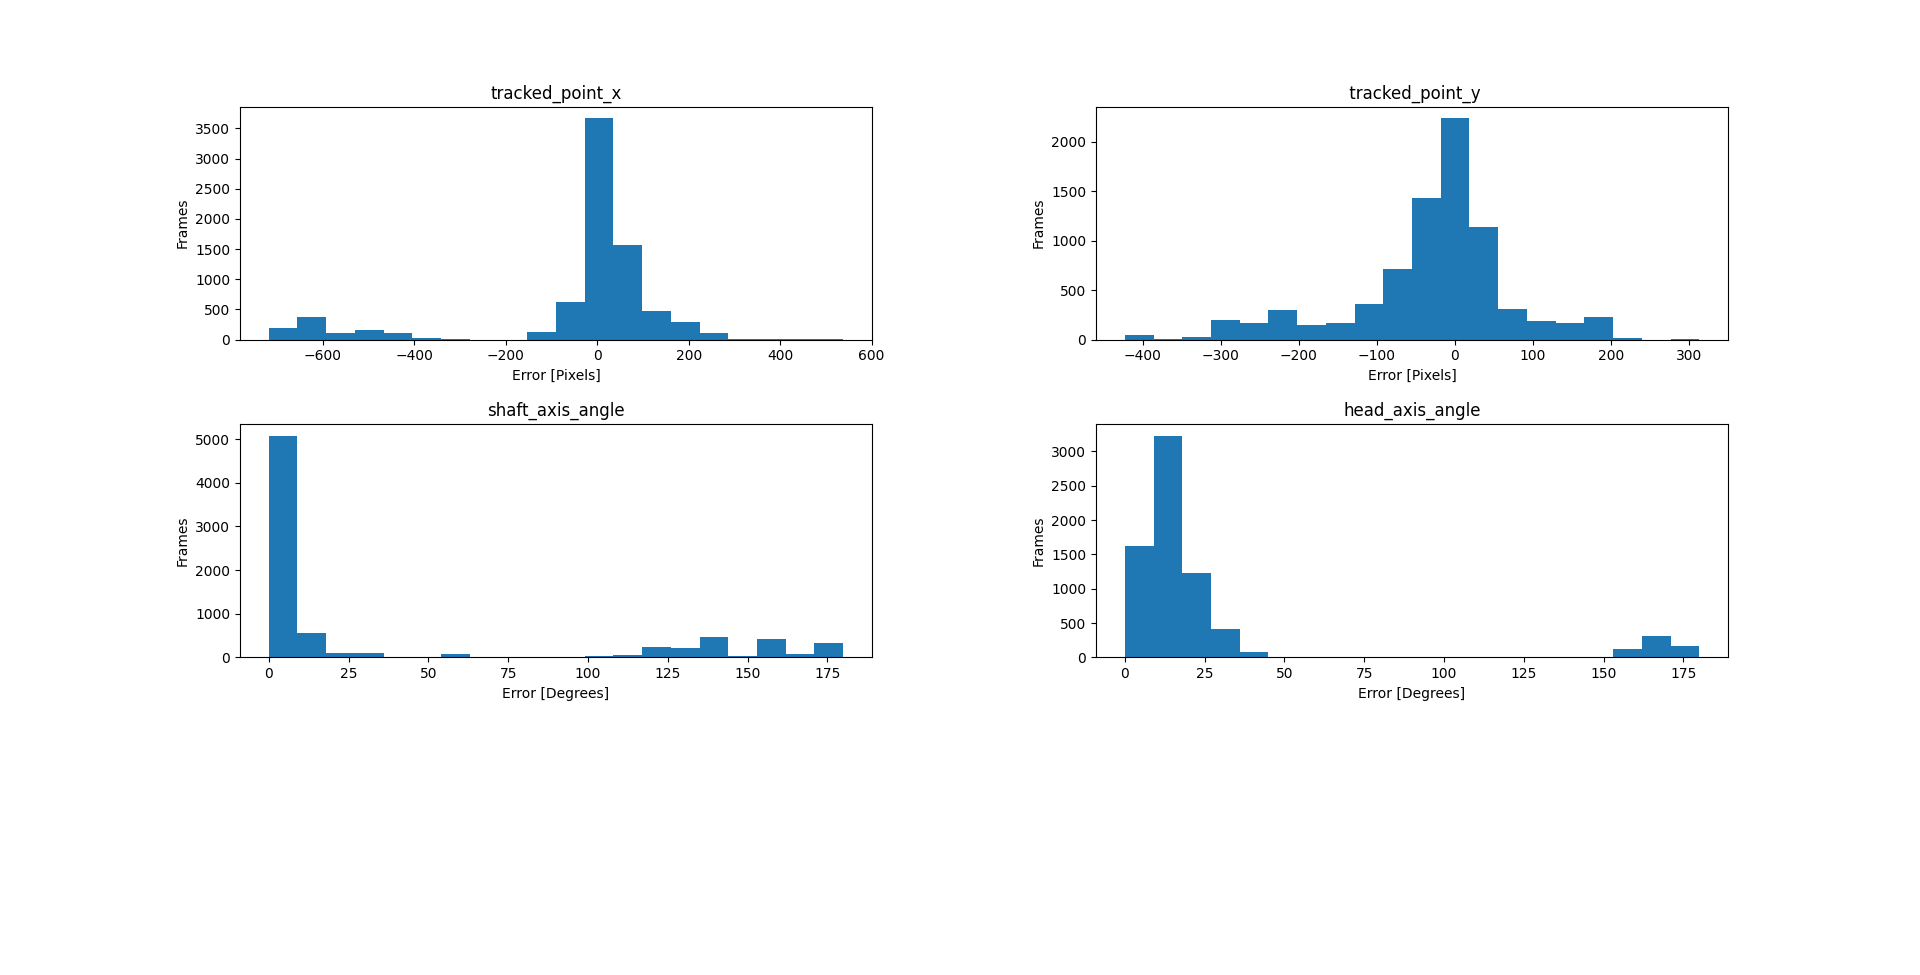 tracked_point_x
3500
3000
2500
2000
1500
1000
500
0
Frames
−600 −400 −200 0 200 400 600
Error [Pixels]
tracked_point_y
2000
1500
1000
500
0
Frames
−400 −300 −200 −100 0 100 200 300
Error [Pixels]
shaft_axis_angle
5000
4000
3000
2000
1000
0
Frames
0 25 50 75 100 125 150 175
Error [Degrees]
head_axis_angle
3000
2500
2000
1500
1000
500
0
Frames
0 25 50 75 100 125 150 175
Error [Degrees]